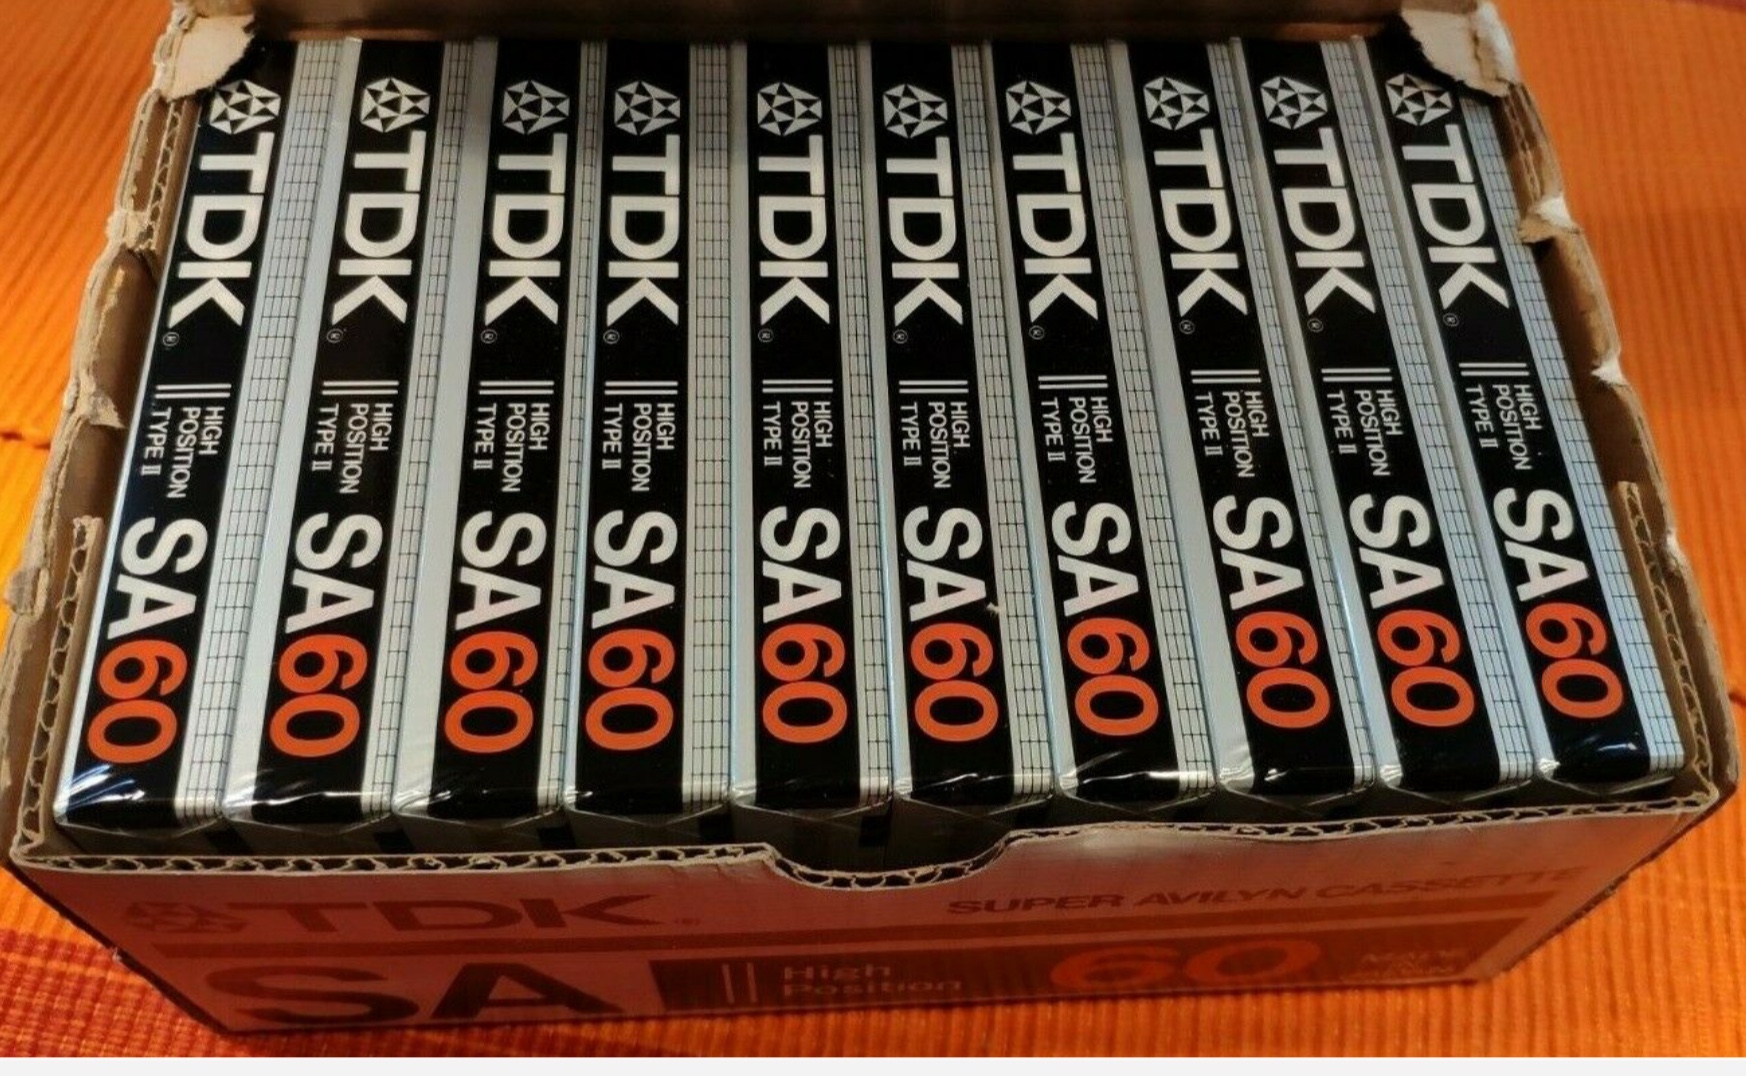 TDK®
HIGH
POSITION
TYPE II
SA60
TDK®
HIGH
POSITION
TYPE II
SA60
TDK®
HIGH
POSITION
TYPE II
SA60
TDK®
HIGH
POSITION
TYPE II
SA60
TDK®
HIGH
POSITION
TYPE II
SA60
TDK®
HIGH
POSITION
TYPE II
SA60
TDK®
HIGH
POSITION
TYPE II
SA60
TDK®
HIGH
POSITION
TYPE II
SA60
TDK®
HIGH
POSITION
TYPE II
SA60
TDK®
HIGH
POSITION
TYPE II
SA60
TDK®
SUPER AVILYN CASSETTE
SA
High
Position
60